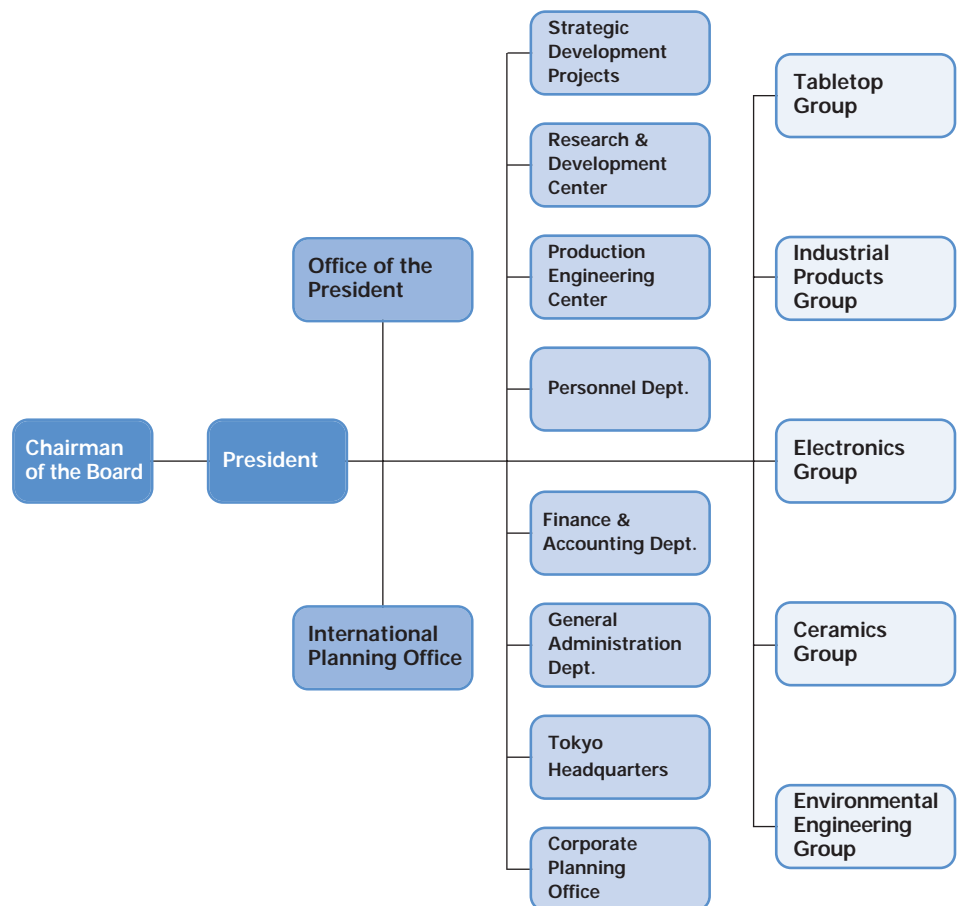 Chairman
of the Board
President
Office of the
President
International
Planning Office
Strategic
Development
Projects
Research &
Development
Center
Production
Engineering
Center
Personnel Dept.
Finance &
Accounting Dept.
General
Administration
Dept.
Tokyo
Headquarters
Corporate
Planning
Office
Tabletop
Group
Industrial
Products
Group
Electronics
Group
Ceramics
Group
Environmental
Engineering
Group